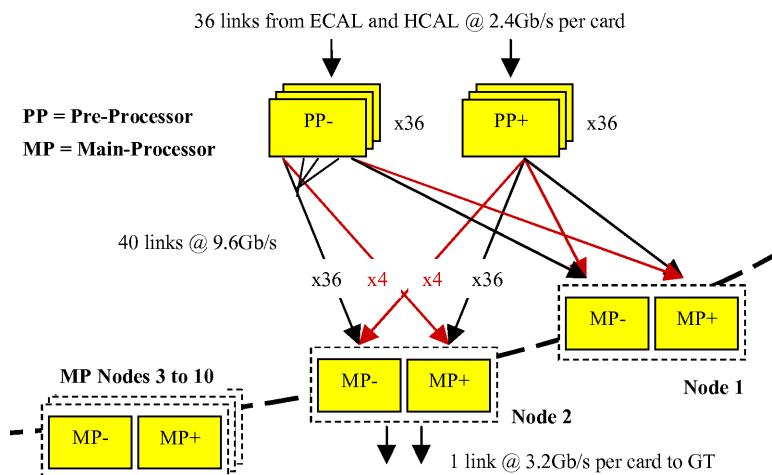 36 links from ECAL and HCAL @ 2.4Gb/s per card
PP = Pre-Processor
MP = Main-Processor
PP-
x36
PP+
x36
40 links @ 9.6Gb/s
x36
x4
x4
x36
MP-
MP+
Node 1
MP-
MP+
Node 2
MP Nodes 3 to 10
MP-
MP+
1 link @ 3.2Gb/s per card to GT